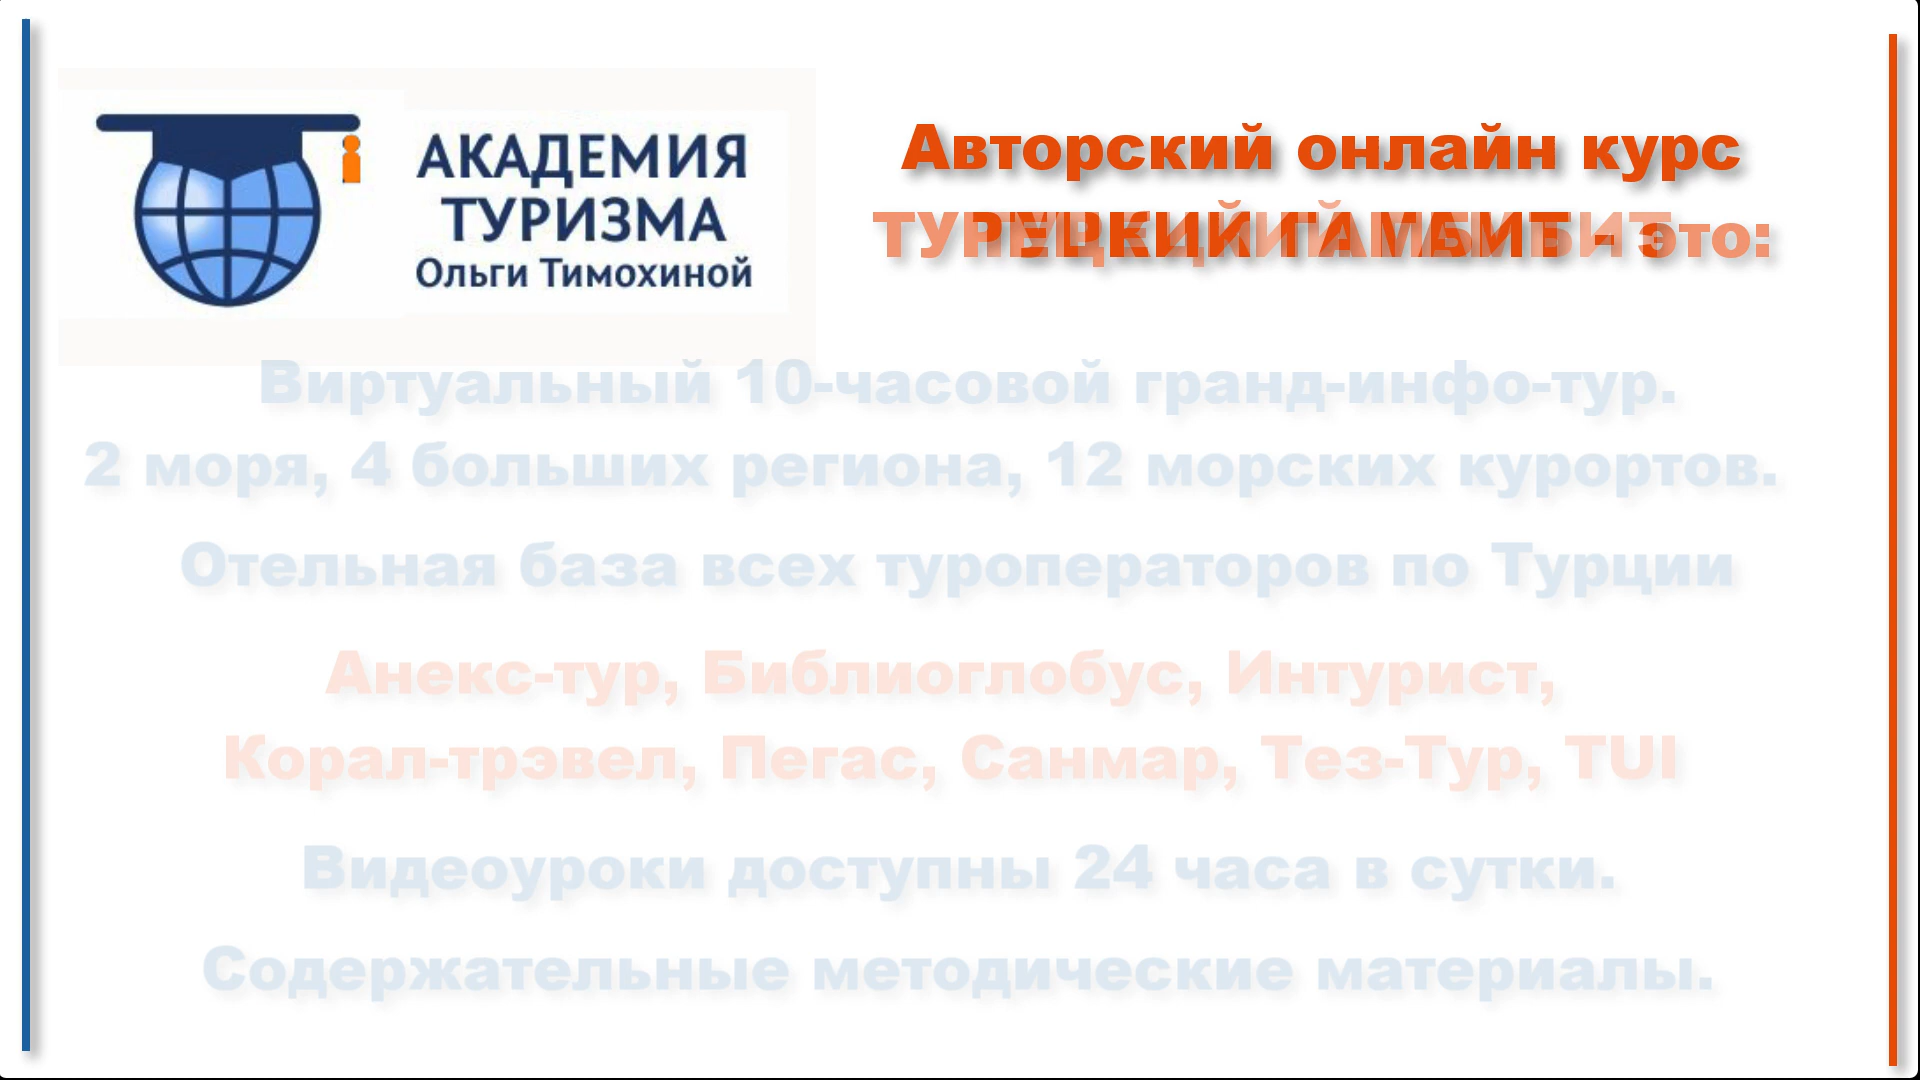 АКАДЕМИЯ
ТУРИЗМА
Ольги Тимохиной
Авторский онлайн курс
ТУРЕЦКИЙ ГАМБИТ - это:
Виртуальный 10-часовой гранд-инфо-тур.
2 моря, 4 больших региона, 12 морских курортов.
Отельная база всех туроператоров по Турции
Анекс-тур, Библиоглобус, Интурист,
Корал-трэвел, Пегас, Санмар, Тез-Тур, TUI
Видеоуроки доступны 24 часа в сутки.
Содержательные методические материалы.